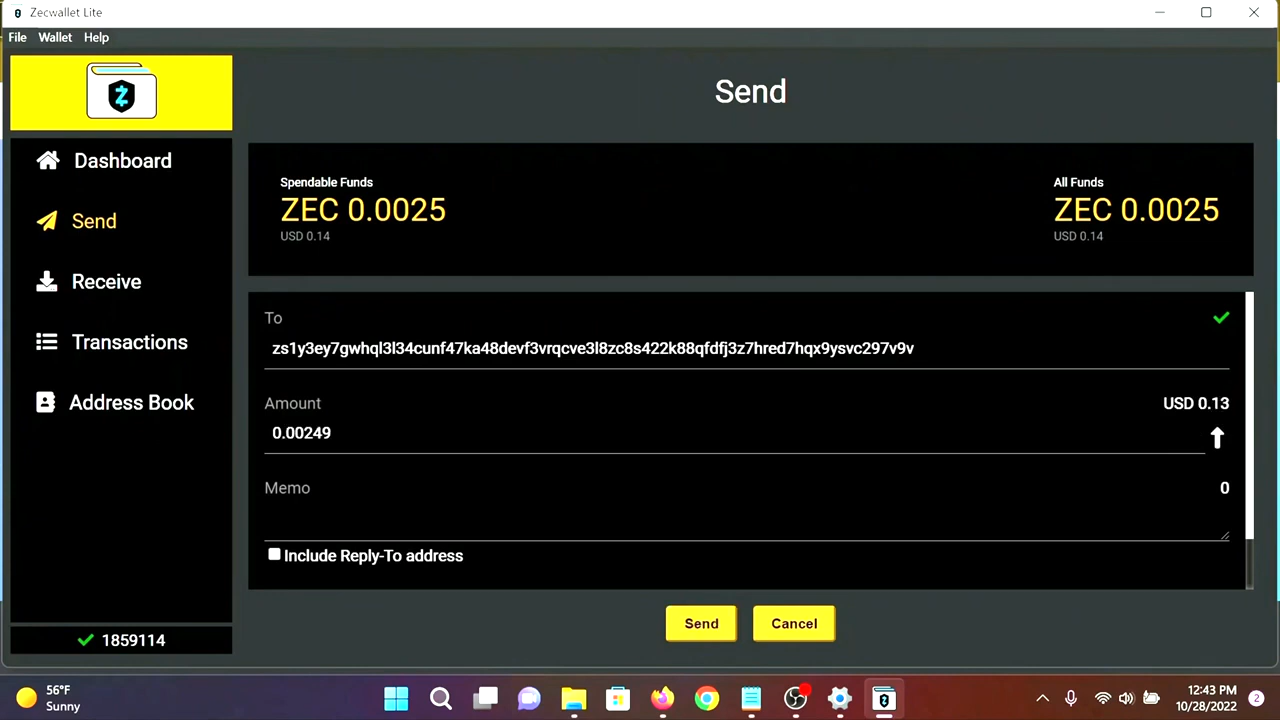 Zecwallet Lite
File Wallet Help
Send
Dashboard
Send
Receive
Transactions
Address Book
1859114
Spendable Funds
ZEC 0.0025
USD 0.14
All Funds
ZEC 0.0025
USD 0.14
To
zs1y3ey7gwhql3l34cunf47ka48devf3vrqcve3l8zc8s422k88qfdfj3z7hred7hqx9ysvc297v9v
Amount
USD 0.13
0.00249
Memo
0
Include Reply-To address
Send
Cancel
56°F
Sunny
12:43 PM
10/28/2022
2